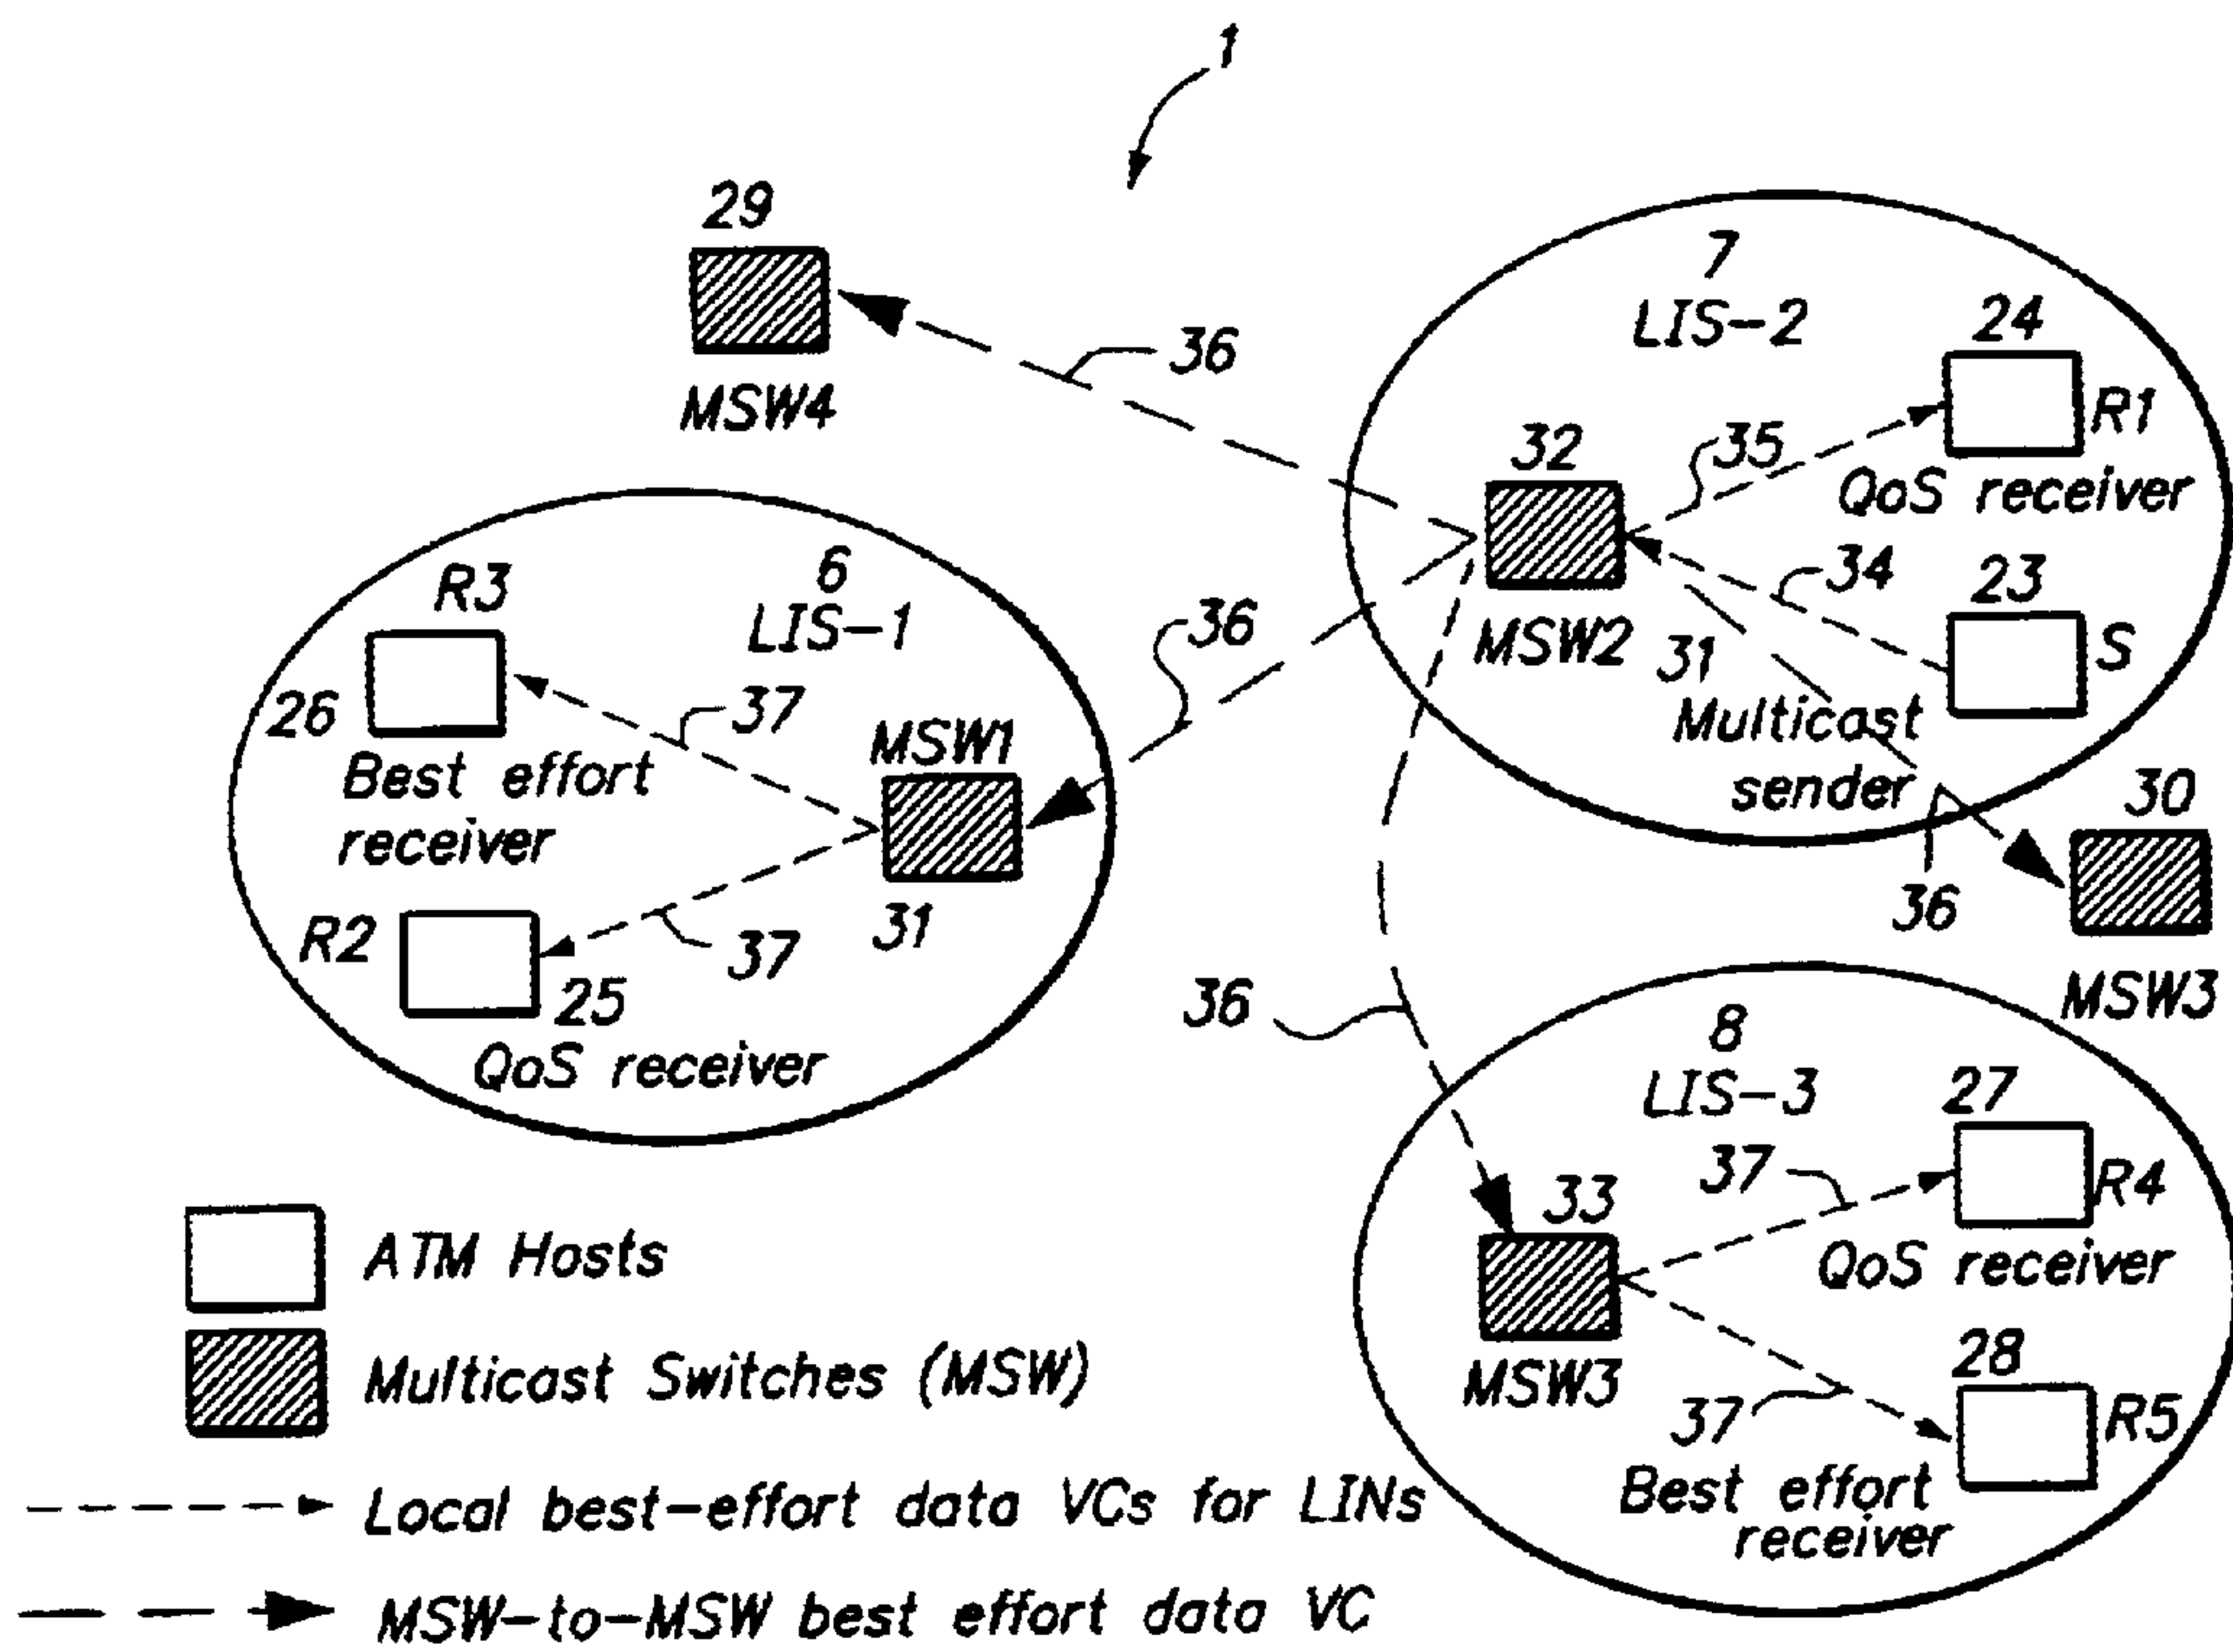 1
29
MSW4
36
7
LIS-2
24
R1
QoS receiver
35
32
MSW2
34
23
S
31
Multicast
sender
36
30
MSW3
6
LIS-1
R3
26
Best effort
receiver
37
MSW1
31
R2
25
QoS receiver
37
36
36
8
LIS-3
27
R4
QoS receiver
37
33
MSW3
28
R5
37
Best effort
receiver
ATM Hosts
Multicast Switches (MSW)
Local best-effort data VCs for LINs
MSW-to-MSW best effort data VC